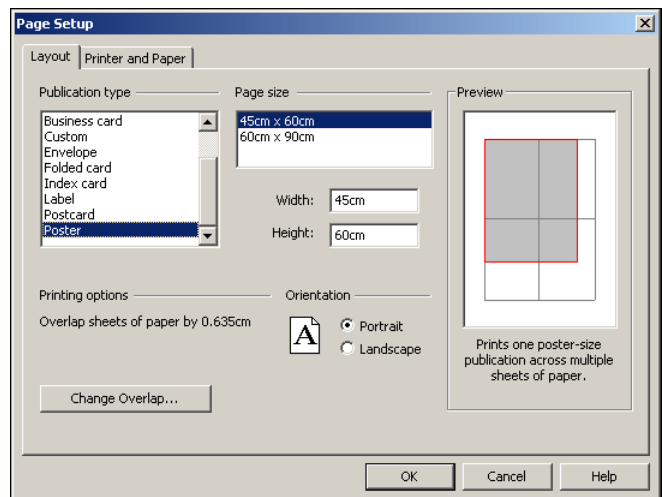 Page Setup
Layout
Printer and Paper
Publication type
Business card
Custom
Envelope
Folded card
Index card
Label
Postcard
Poster
Page size
45cm x 60cm
60cm x 90cm
Width: 45cm
Height: 60cm
Preview
Prints one poster-size
publication across multiple
sheets of paper.
Printing options
Overlap sheets of paper by 0.635cm
Change Overlap...
Orientation
A
Portrait
Landscape
OK
Cancel
Help